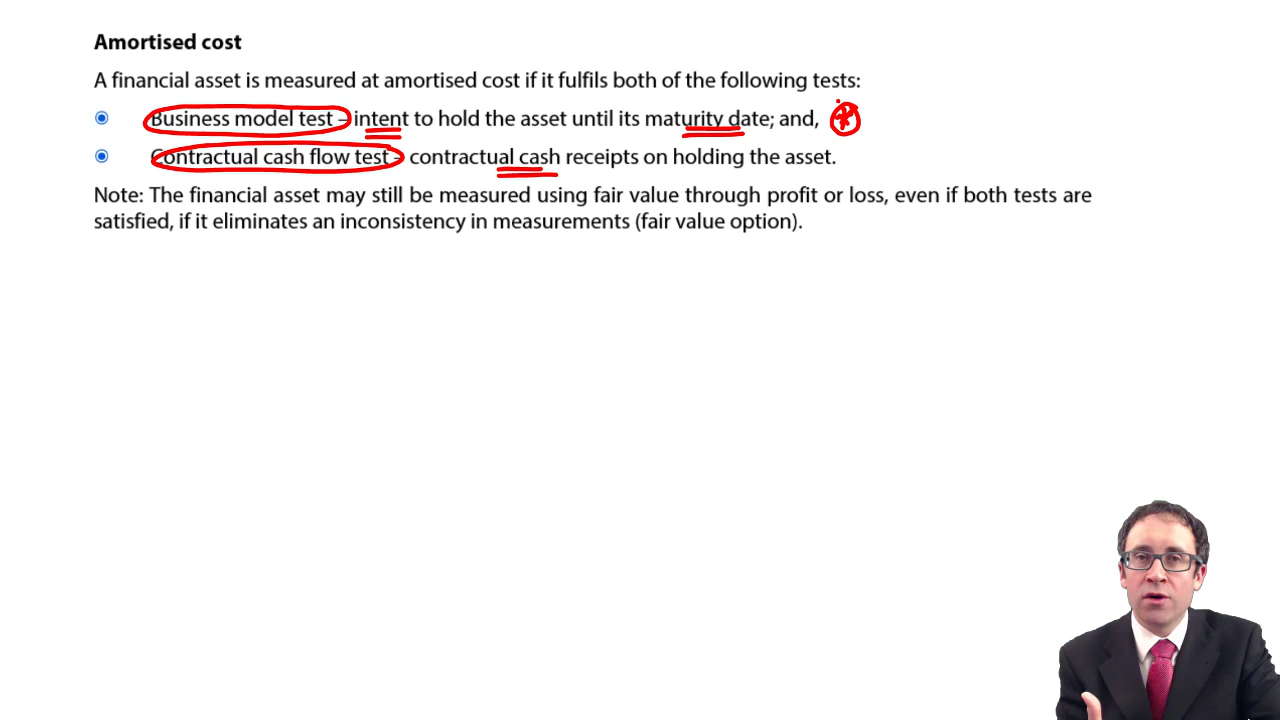 Amortised cost
A financial asset is measured at amortised cost if it fulfils both of the following tests:
Business model test – intent to hold the asset until its maturity date; and, *
Contractual cash flow test – contractual cash receipts on holding the asset.
Note: The financial asset may still be measured using fair value through profit or loss, even if both tests are
satisfied, if it eliminates an inconsistency in measurements (fair value option).